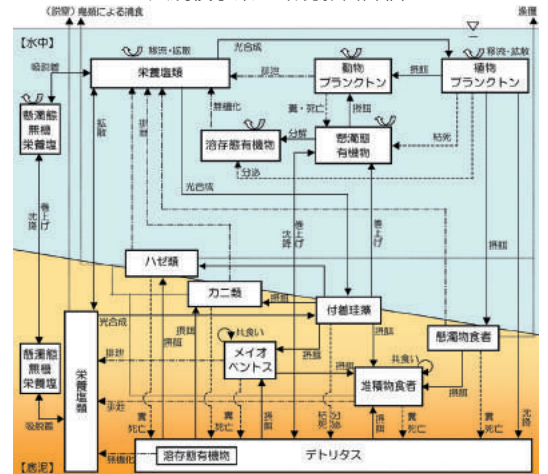 (脱窒) 鳥類による捕食
漁獲
【水中】
移流・拡散
光合成
移流・拡散
吸脱着
栄養塩類
排泄
動物
プランクトン
摂餌
植物
プランクトン
懸濁態
無機
栄養塩
無機化
糞・死亡
摂餌
溶存態有機物
分解
懸濁態
有機物
枯死
拡散
排泄
分泌
光合成
沈降
巻上げ
沈降
巻上げ
巻上げ
摂餌
ハゼ類
カニ類
摂餌
付着珪藻
懸濁物食者
光合成
摂餌
摂餌
共食い
摂餌
懸濁態
無機
栄養塩
栄養塩類
排泄
メイオ
ベントス
摂餌
共食い
堆積物食者
摂餌
排泄
吸脱着
糞
死亡
糞
死亡
摂餌
枯死
分泌
摂餌
糞
死亡
糞
死亡
沈降
無機化
溶存態有機物
デトリタス
【底泥】